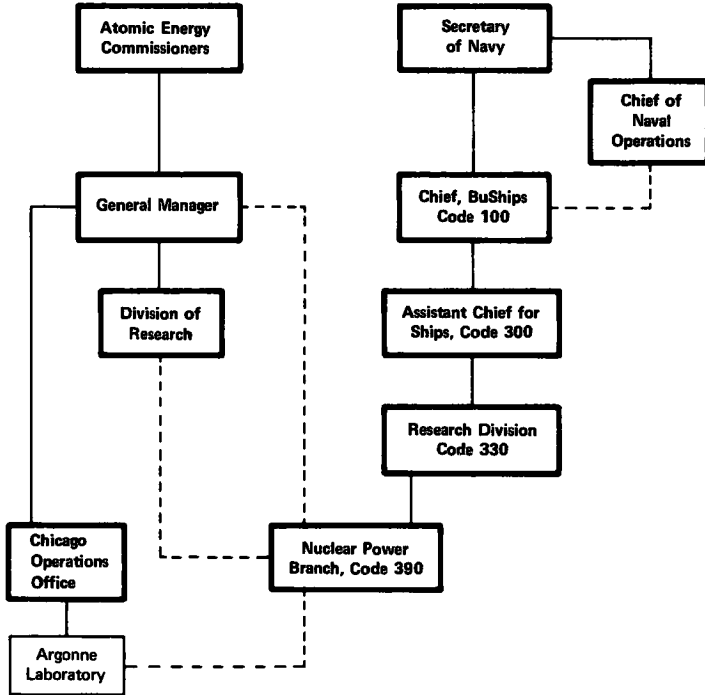 Atomic Energy
Commissioners
Secretary
of Navy
Chief of
Naval
Operations
General Manager
Chief, BuShips
Code 100
Division of
Research
Assistant Chief for
Ships, Code 300
Research Division
Code 330
Chicago
Operations
Office
Nuclear Power
Branch, Code 390
Argonne
Laboratory